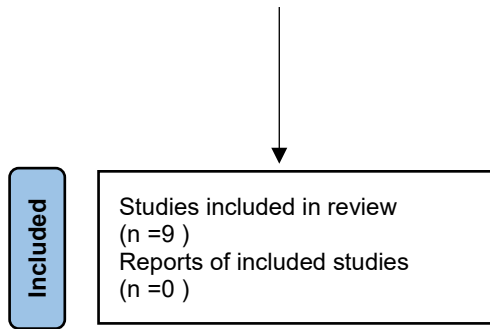 Included
Studies included in review
(n =9 )
Reports of included studies
(n =0 )